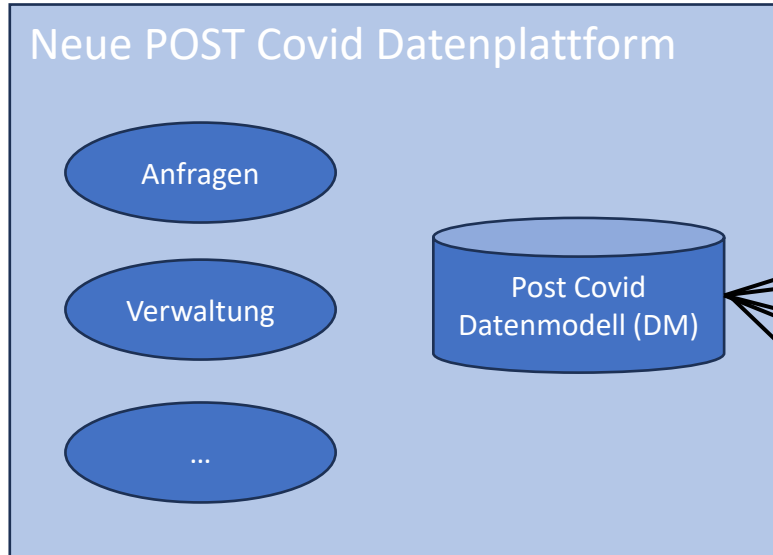 Neue POST Covid Datenplattform
Anfragen
Verwaltung
...
Post Covid
Datenmodell (DM)